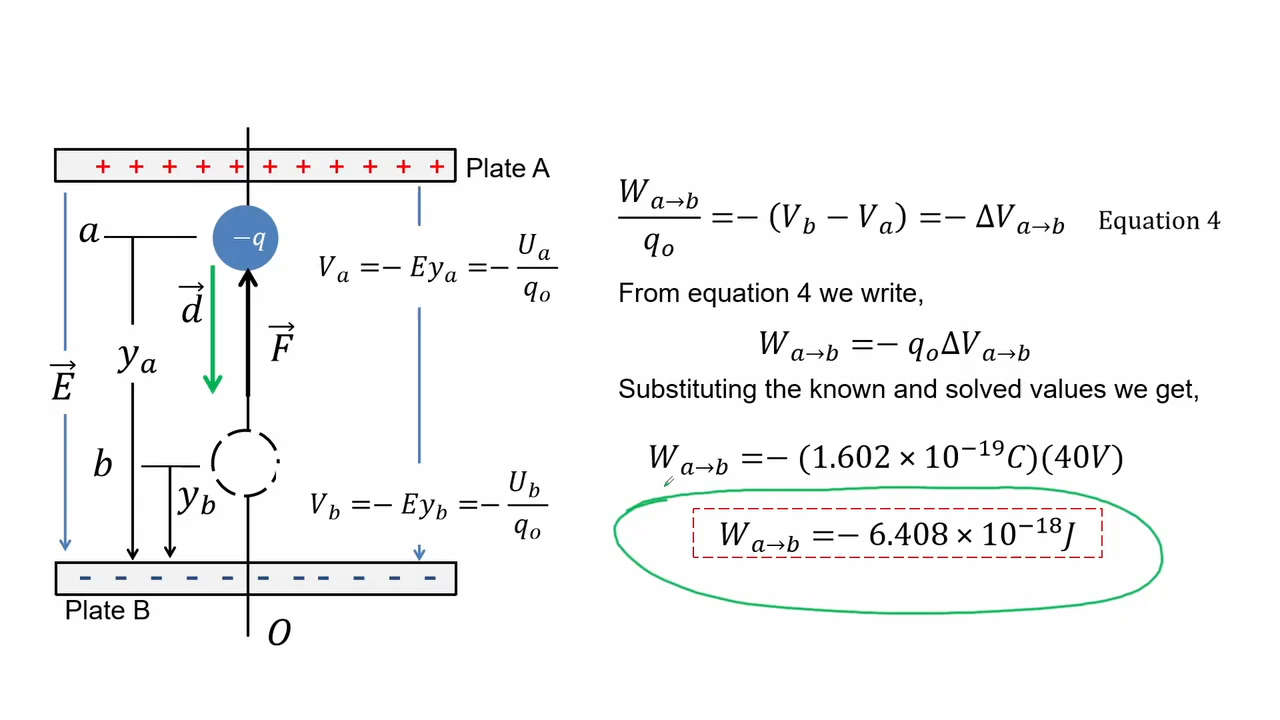 + + + + + + + + + + +
Plate A
a
−q
V_a =− Ey_a =− U_a/q_o
d⃗
F⃗
y_a
E⃗
b
y_b
V_b =− Ey_b =− U_b/q_o
- - - - - - - - - - -
Plate B
O
W_{a→b}/q_o =− (V_b − V_a) =− ΔV_{a→b} Equation 4
From equation 4 we write,
W_{a→b} =− q_oΔV_{a→b}
Substituting the known and solved values we get,
W_{a→b} =− (1.602 × 10^{−19}C)(40V)
W_{a→b} =− 6.408 × 10^{−18}J